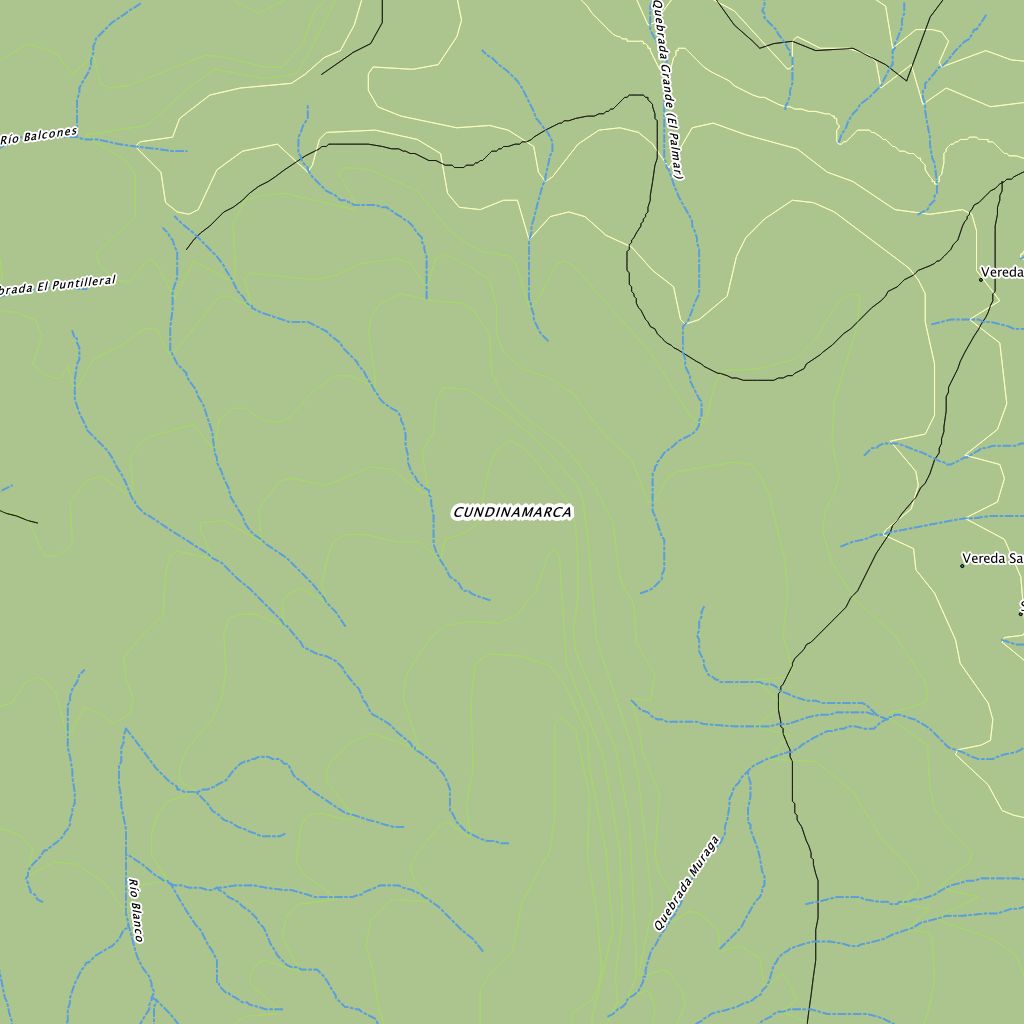 Quebrada Grande (El Palmar)
Río Balcones
Vereda
brada El Puntilleral
CUNDINAMARCA
Vereda Sa
S
Quebrada Muraga
Río Blanco